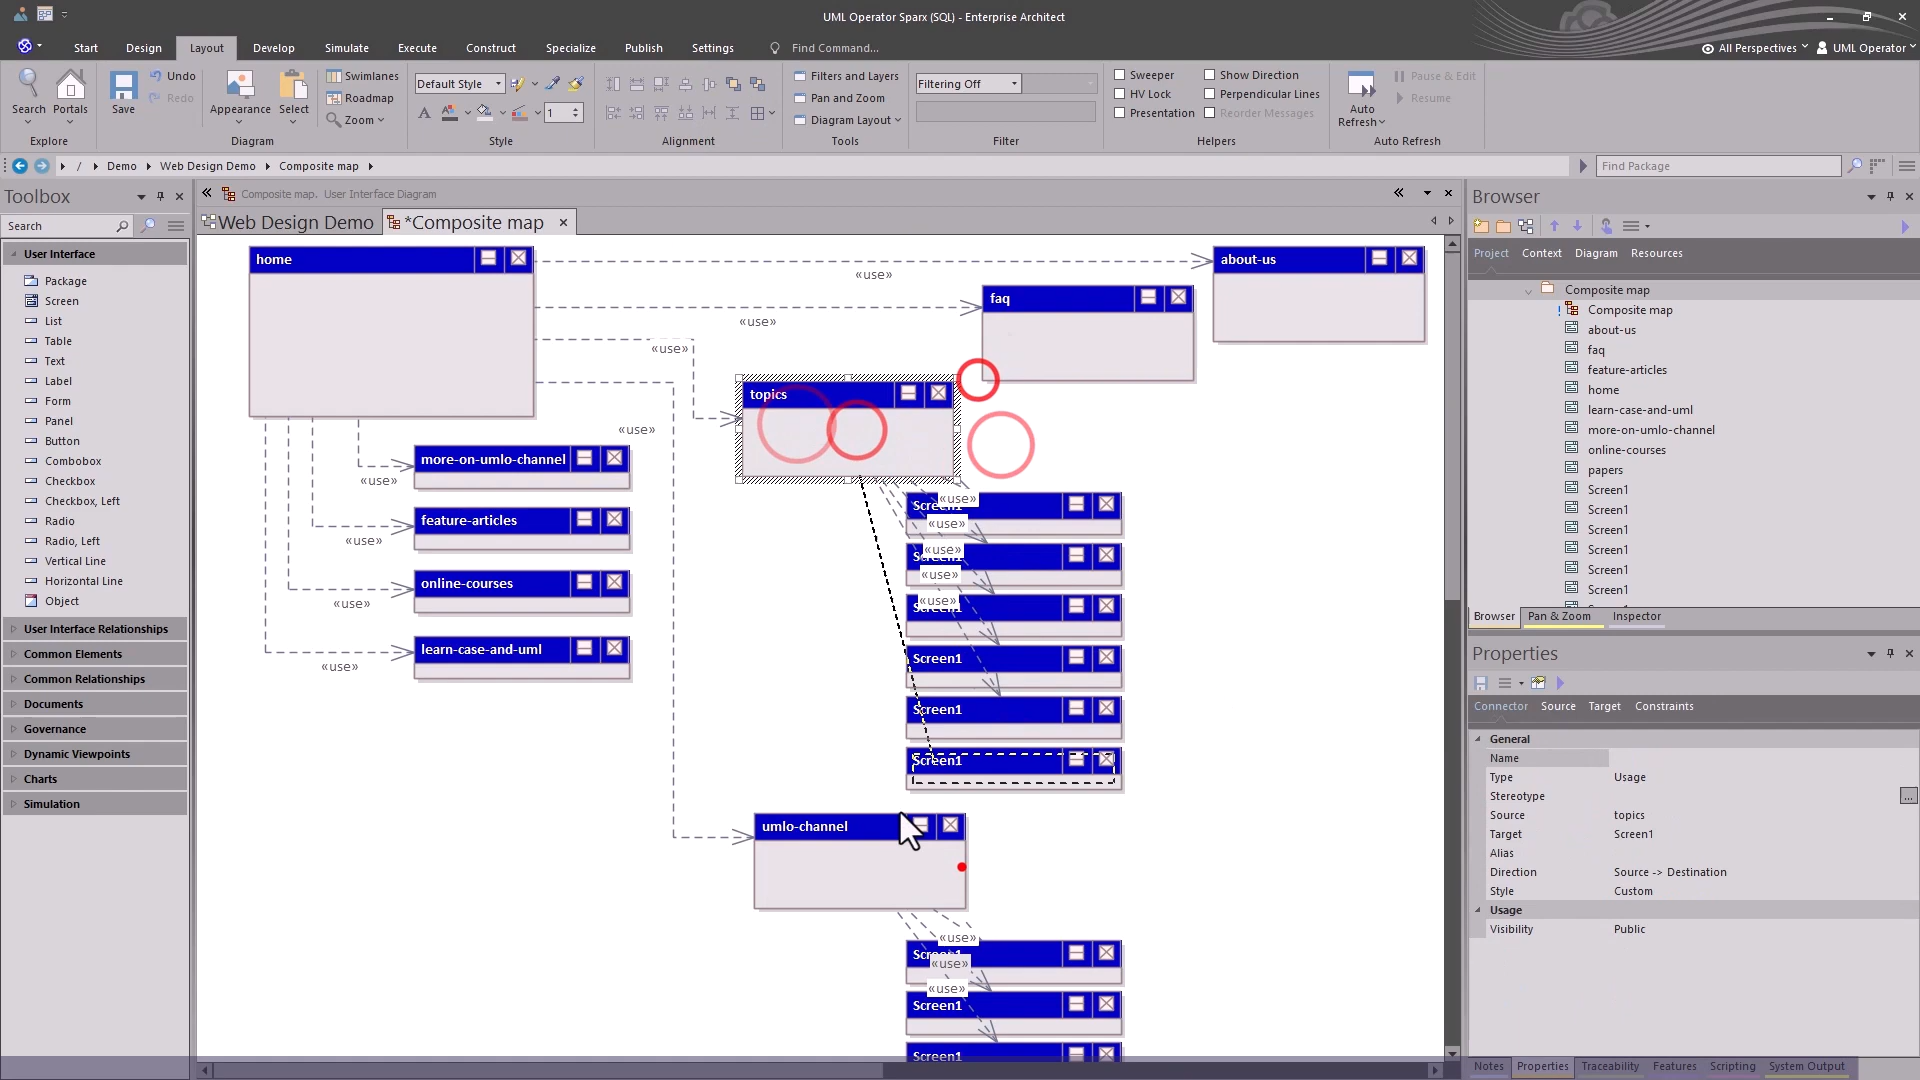 UML Operator Sparx (SQL) - Enterprise Architect
Start Design Layout Develop Simulate Execute Construct Specialize Publish Settings Find Command... All Perspectives UML Operator
Search Portals
Explore
Save Undo Redo
Appearance Select
Swimlanes
Roadmap
Zoom
Diagram
Default Style
A 1
Style
Alignment
Filters and Layers
Pan and Zoom
Diagram Layout
Tools
Filtering Off
Filter
Sweeper Show Direction
HV Lock Perpendicular Lines
Presentation Reorder Messages
Helpers
Auto Refresh
Pause & Edit
Resume
Auto Refresh
/ Demo Web Design Demo Composite map
Find Package
Toolbox
Search
User Interface
Package
Screen
List
Table
Text
Label
Form
Panel
Button
Combobox
Checkbox
Checkbox, Left
Radio
Radio, Left
Vertical Line
Horizontal Line
Object
User Interface Relationships
Common Elements
Common Relationships
Documents
Governance
Dynamic Viewpoints
Charts
Simulation
Composite map. User Interface Diagram
Web Design Demo *Composite map
home
about-us
«use»
faq
«use»
«use»
topics
«use»
more-on-umlo-channel
«use»
feature-articles
«use»
online-courses
«use»
learn-case-and-uml
«use»
«use»
Screen1
«use»
«use»
«use»
«use»
Screen1
Screen1
Screen1
umlo-channel
«use»
«use»
«use»
Screen1
Screen1
Browser
Project Context Diagram Resources
Composite map
Composite map
about-us
faq
feature-articles
home
learn-case-and-uml
more-on-umlo-channel
online-courses
papers
Screen1
Screen1
Screen1
Screen1
Screen1
Screen1
Browser Pan & Zoom Inspector
Properties
Connector Source Target Constraints
General
Name
Type Usage
Stereotype ...
Source topics
Target Screen1
Alias
Direction Source -> Destination
Style Custom
Usage
Visibility Public
Notes Properties Traceability Features Scripting System Output